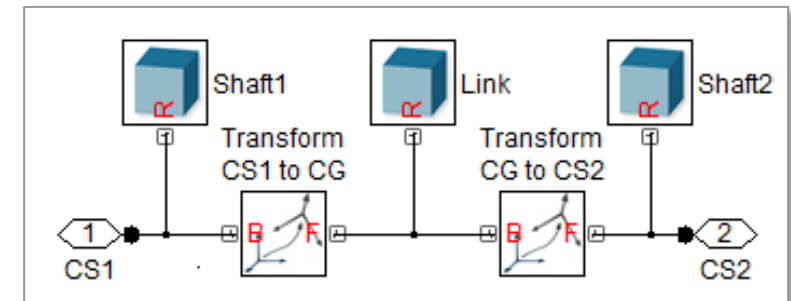 R
Shaft1
R
Link
R
Shaft2
Transform
CS1 to CG
Transform
CG to CS2
1
B
F
B
F
2
CS1
CS2